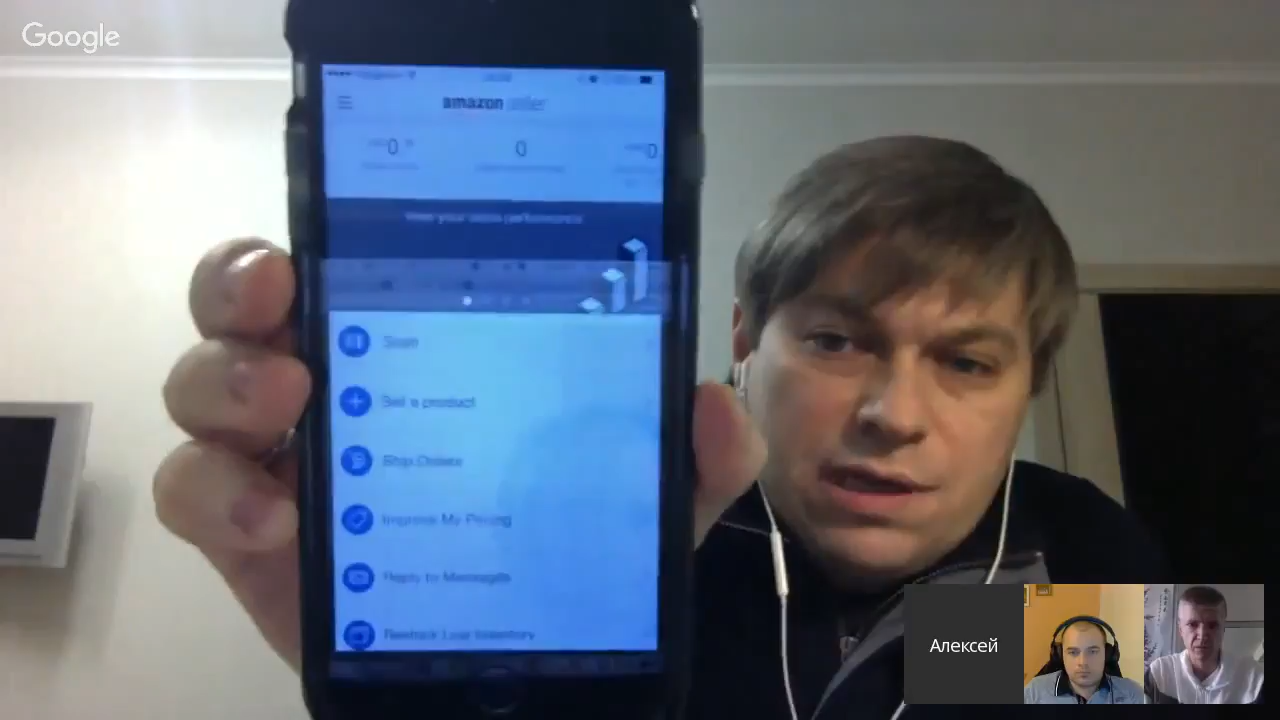 Google
amazon seller
0
0
0
View your sales performance
Scan
Sell a product
Ship Orders
Improve My Pricing
Reply to Messages
Restock Low Inventory
Алексей